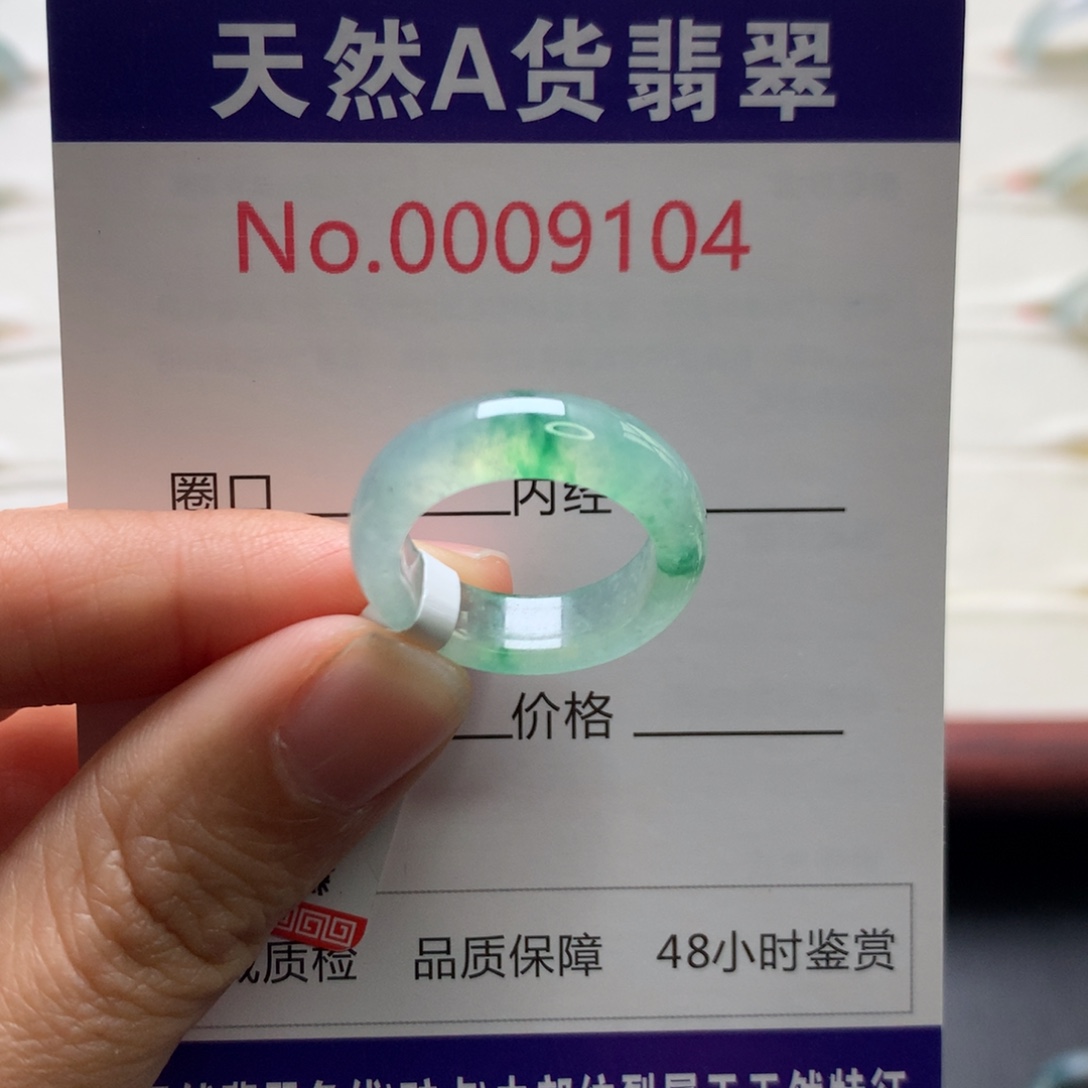 天然A货翡翠
No.0009104
圈口 内经
价格
质检 品质保障 48小时鉴赏